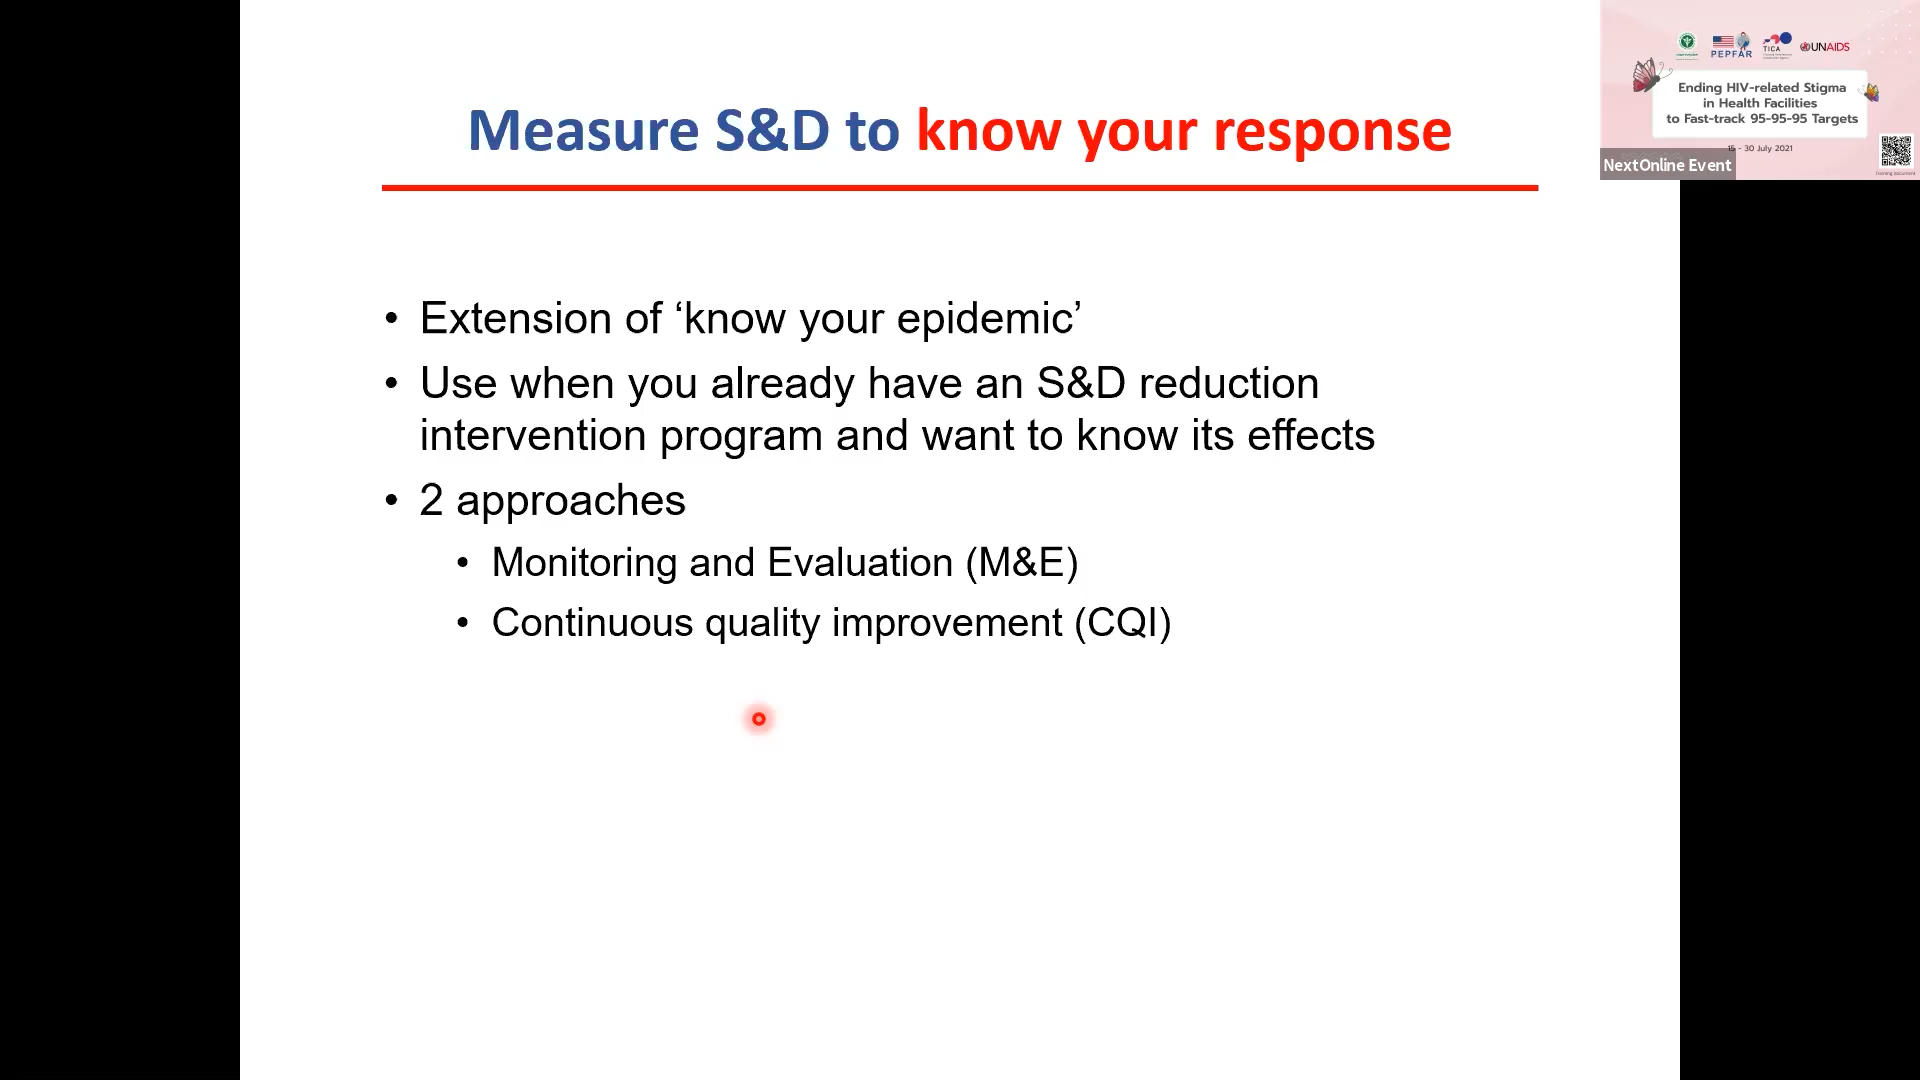 Measure S&D to know your response
• Extension of ‘know your epidemic’
• Use when you already have an S&D reduction
intervention program and want to know its effects
• 2 approaches
• Monitoring and Evaluation (M&E)
• Continuous quality improvement (CQI)
PEPFAR
TICA
UNAIDS
Ending HIV-related Stigma
in Health Facilities
to Fast-track 95-95-95 Targets
15 - 30 July 2021
NextOnline Event